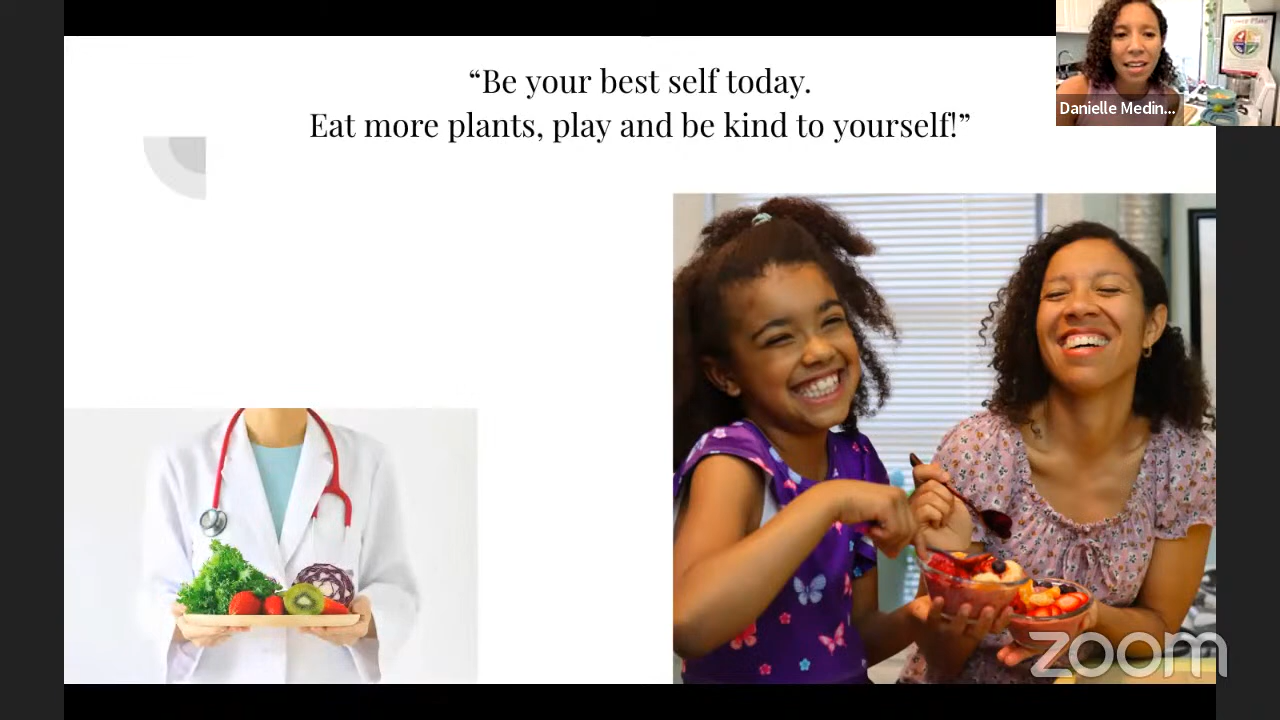 “Be your best self today.
Eat more plants, play and be kind to yourself!”
Danielle Medin...
zoom